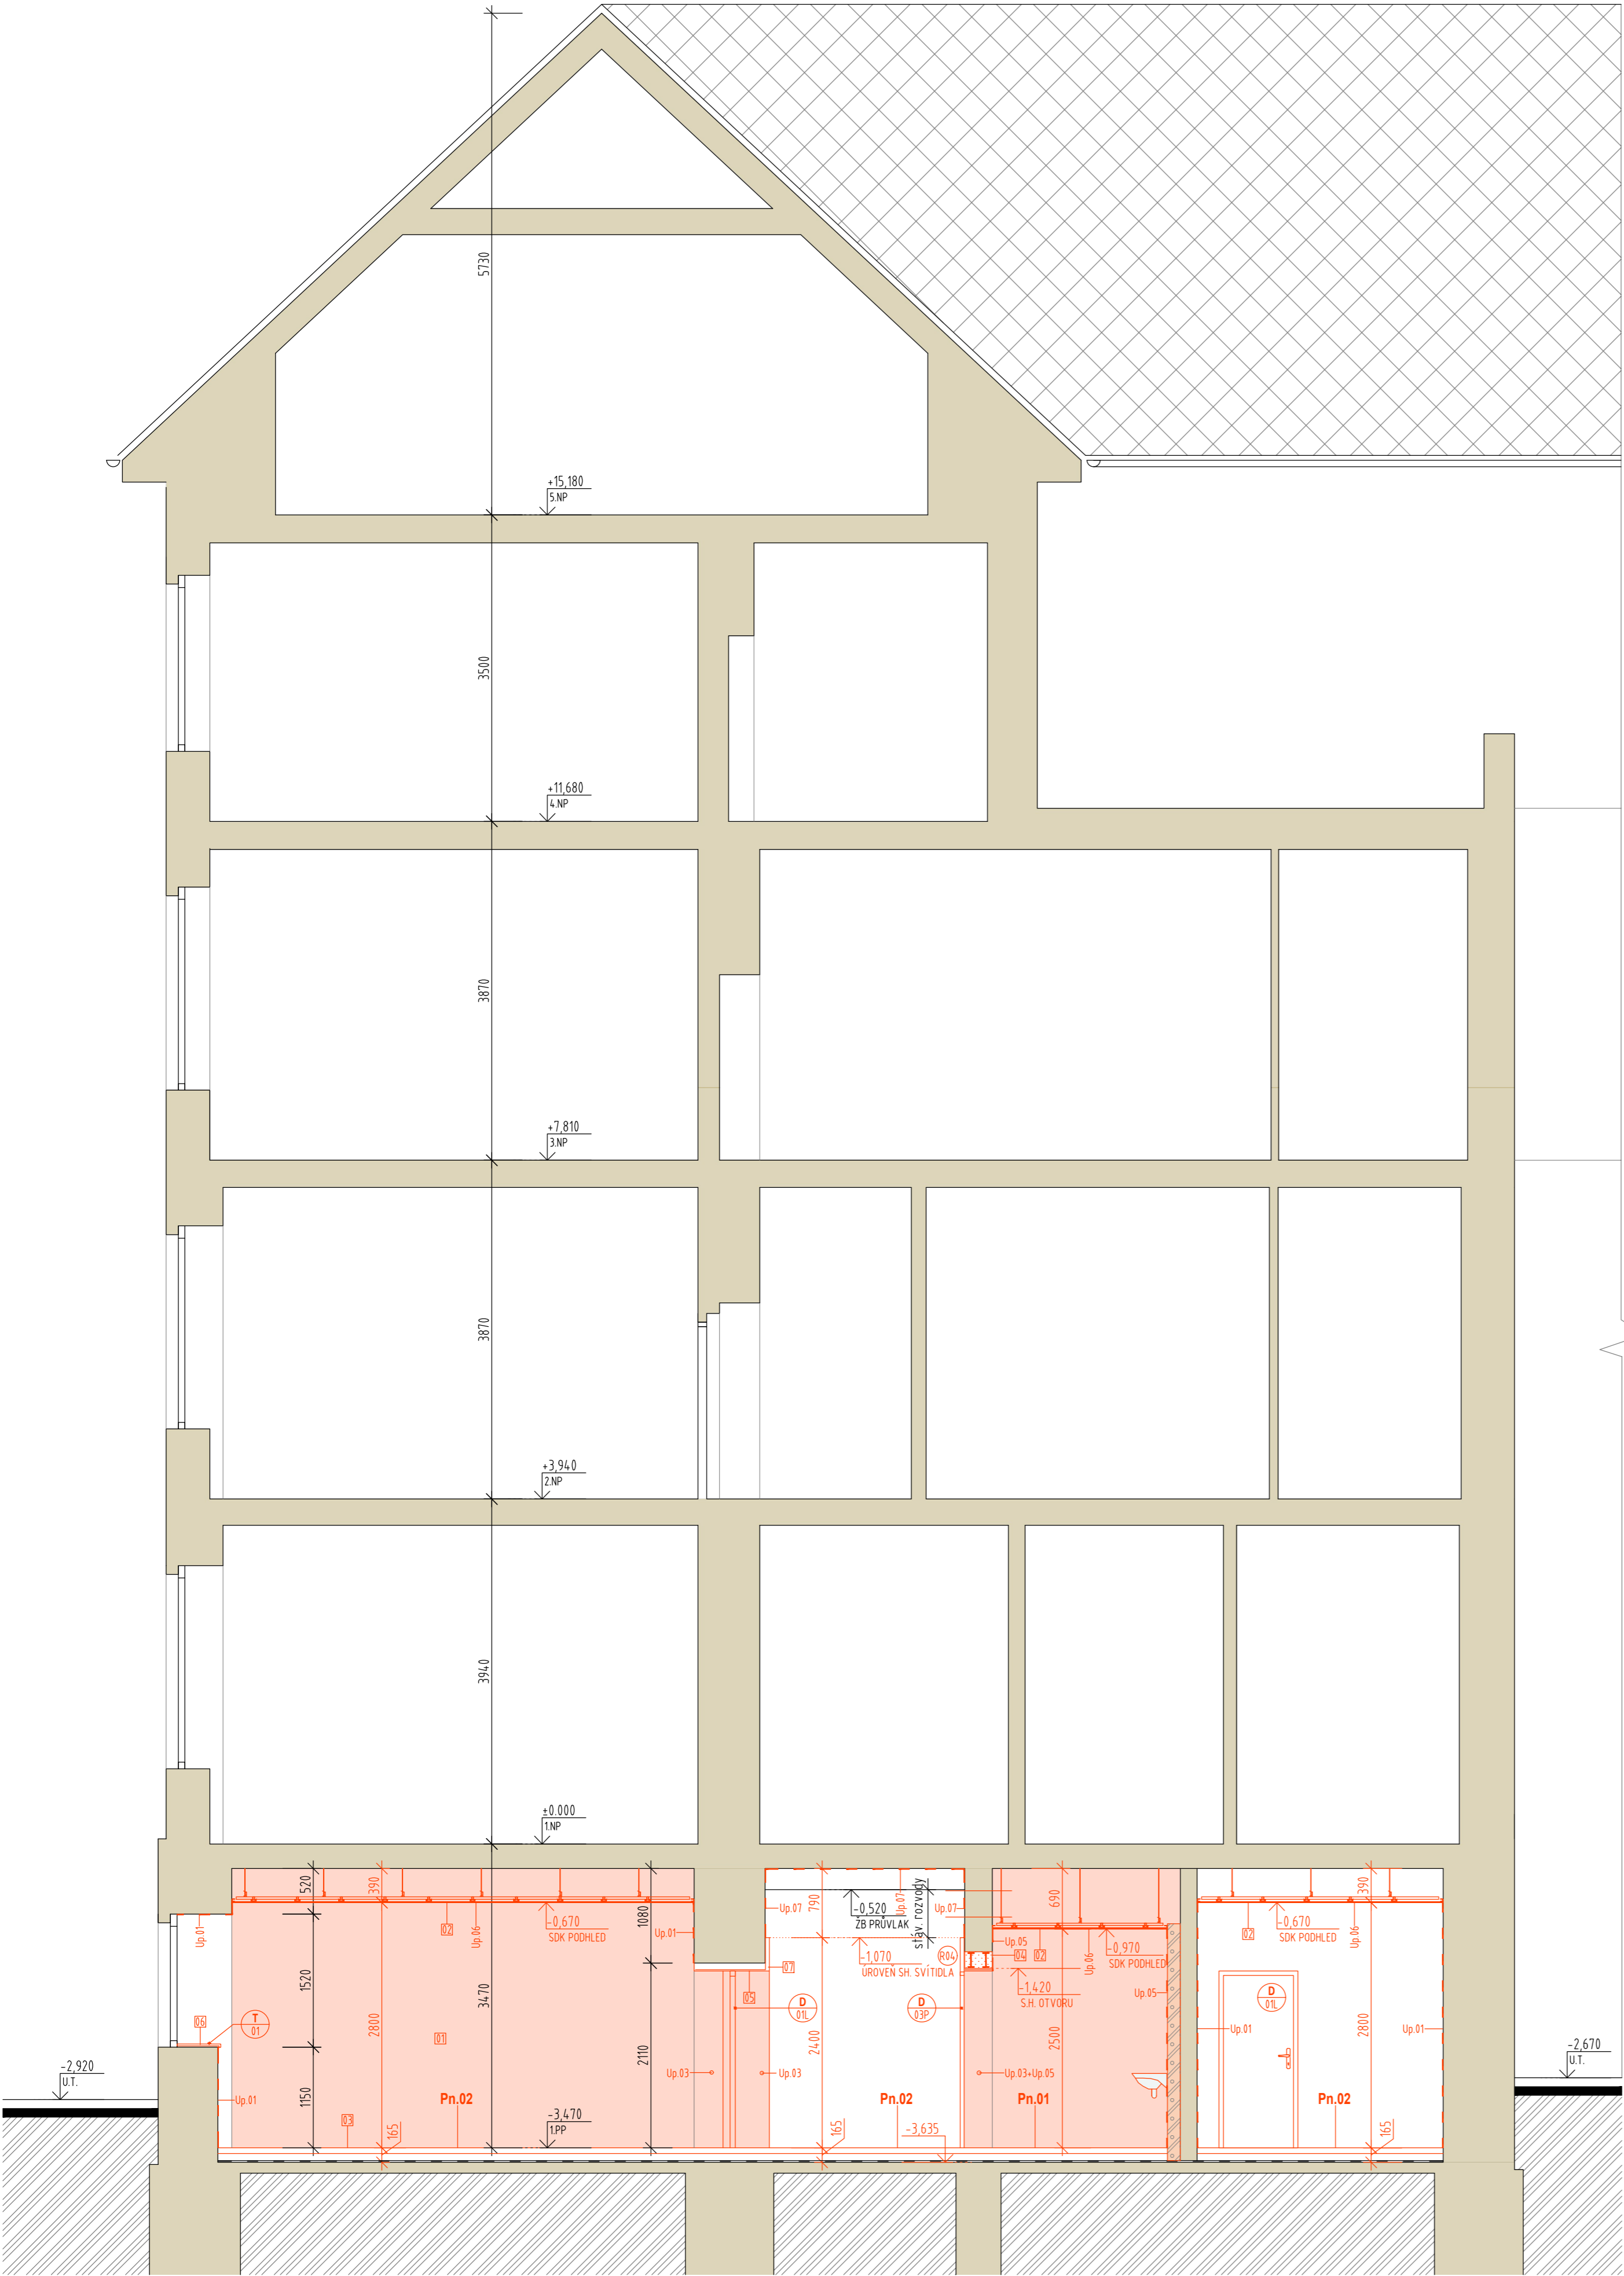 5730
+15,180
5.NP
3500
+11,680
4.NP
3870
+7,810
3.NP
3870
+3,940
2.NP
3940
±0.000
1.NP
520
390
1080
790
stáv. rozvody
690
390
Up.01
02
Up.06
-0,670
SDK PODHLED
Up.01
Up.07
-0,520
ŽB PRŮVLAK
Up.07
Up.07
-1,070
ÚROVEŇ SH. SVÍTIDLA
R04
Up.05
04
02
Up.06
-0,970
SDK PODHLED
-1,420
S.H. OTVORU
Up.05
02
-0,670
SDK PODHLED
Up.06
1520
3470
07
05
06
T
01
2800
01
D
01L
D
03P
2400
2500
D
01L
Up.01
2800
Up.01
2110
-2,920
U.T.
-2,670
U.T.
Up.03
Up.03
Up.03+Up.05
1150
Up.01
Pn.02
Pn.02
Pn.01
Pn.02
03
165
-3,470
1.PP
165
-3,635
165